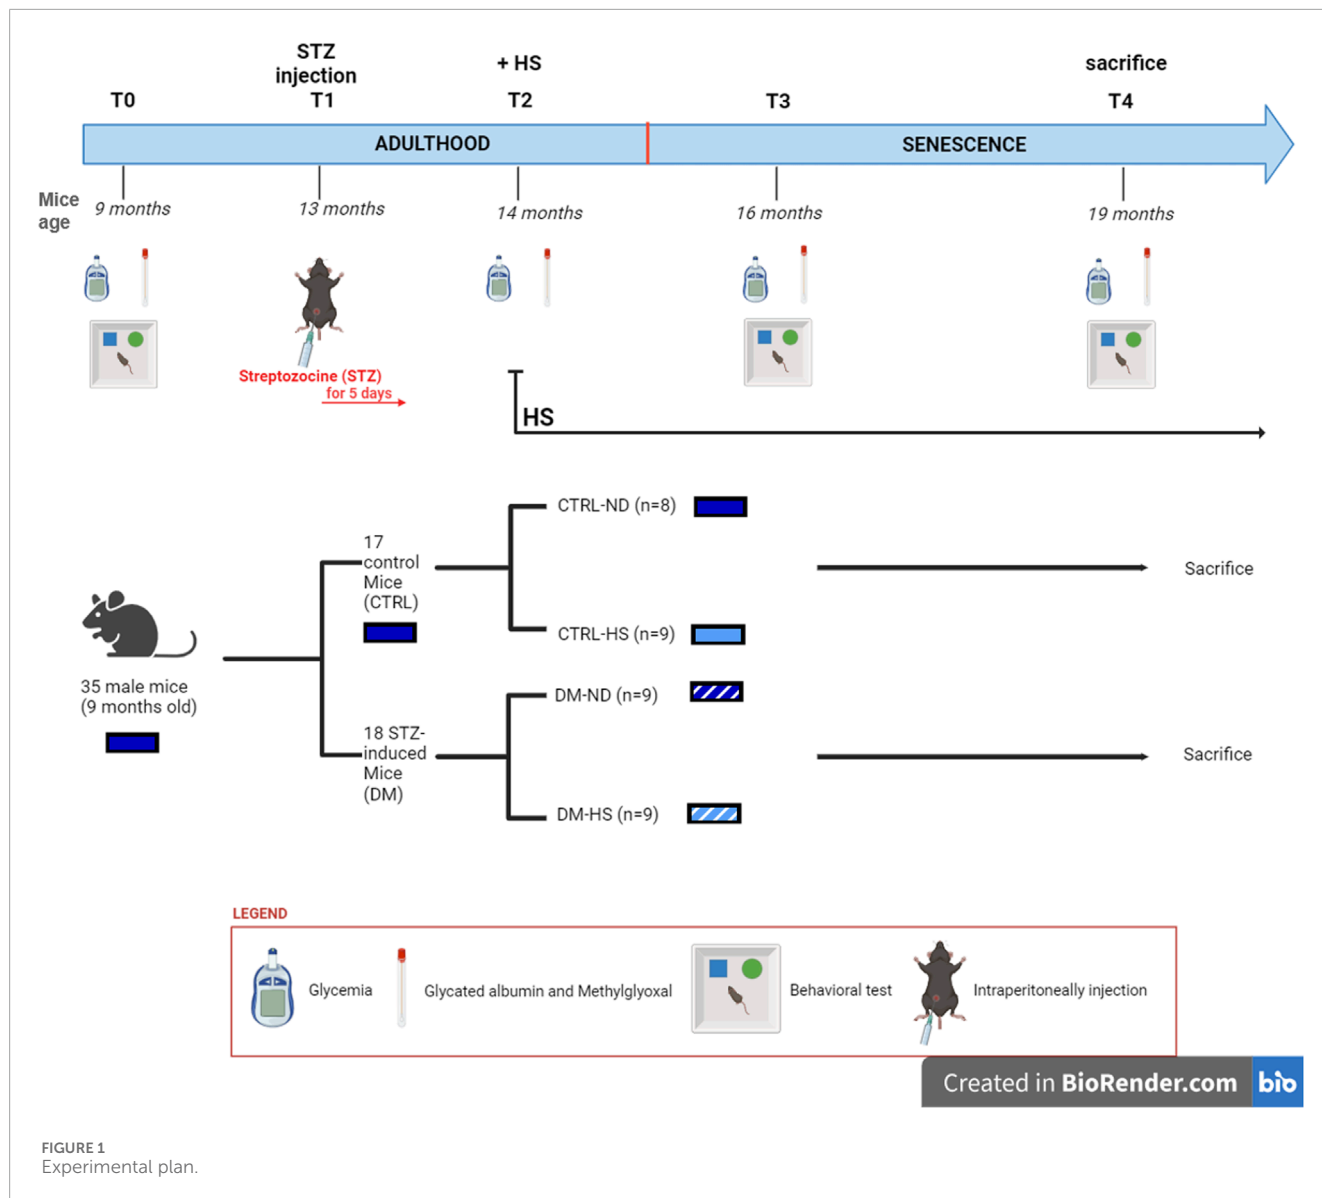 STZ
injection
+ HS
sacrifice
T0
T1
T2
T3
T4
ADULTHOOD
SENESCENCE
Mice
age
9 months
13 months
14 months
16 months
19 months
Streptozocine (STZ)
for 5 days
HS
CTRL-ND (n=8)
17
control
Mice
(CTRL)
Sacrifice
CTRL-HS (n=9)
35 male mice
(9 months old)
DM-ND (n=9)
18 STZ-
induced
Mice
(DM)
Sacrifice
DM-HS (n=9)
LEGEND
Glycemia
Glycated albumin and Methylglyoxal
Behavioral test
Intraperitoneally injection
Created in BioRender.com bio
FIGURE 1
Experimental plan.